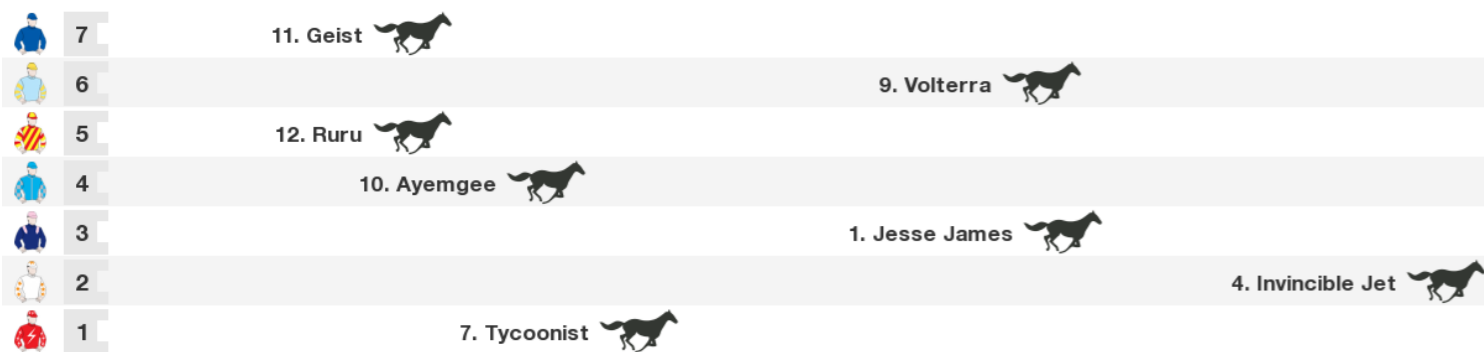 7 11. Geist
6 9. Volterra
5 12. Ruru
4 10. Ayemgee
3 1. Jesse James
2 4. Invincible Jet
1 7. Tycoonist